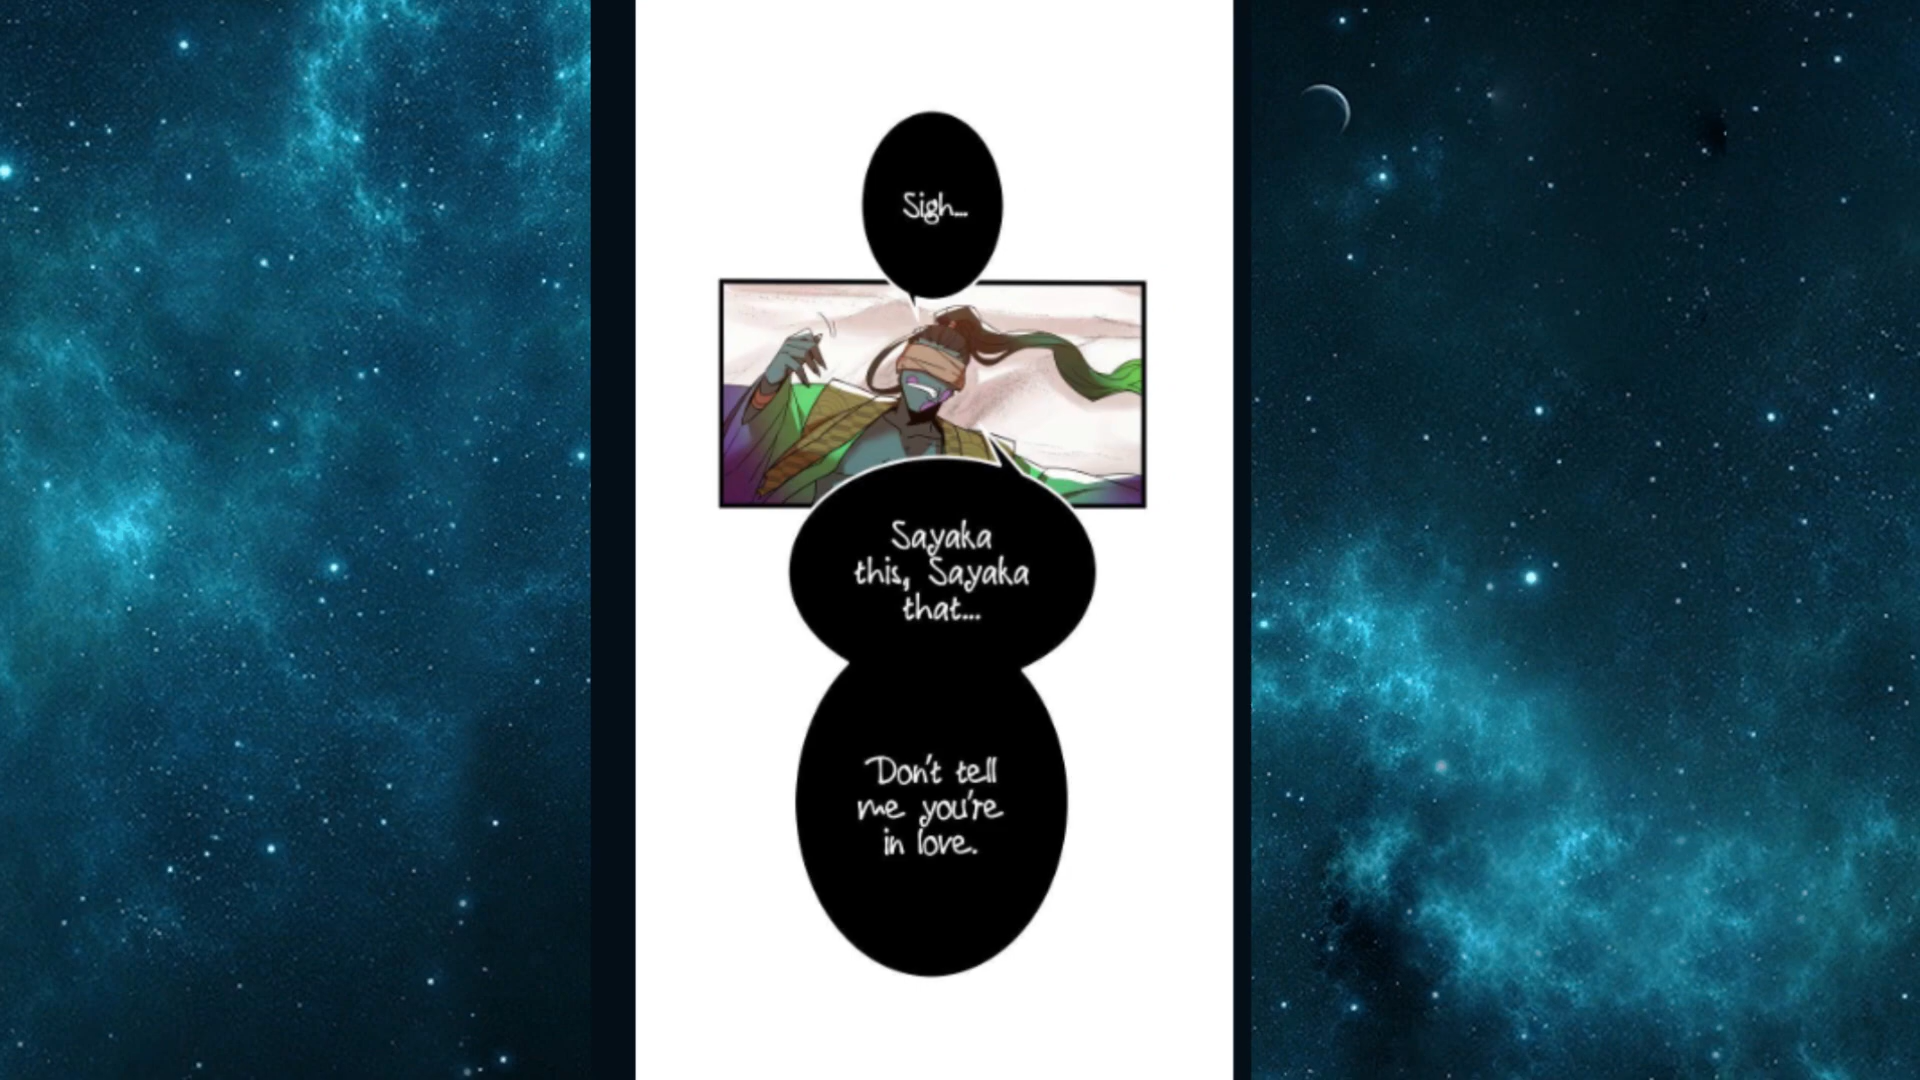 Sigh...
Sayaka
this, Sayaka
that...
Don't tell
me you're
in love.